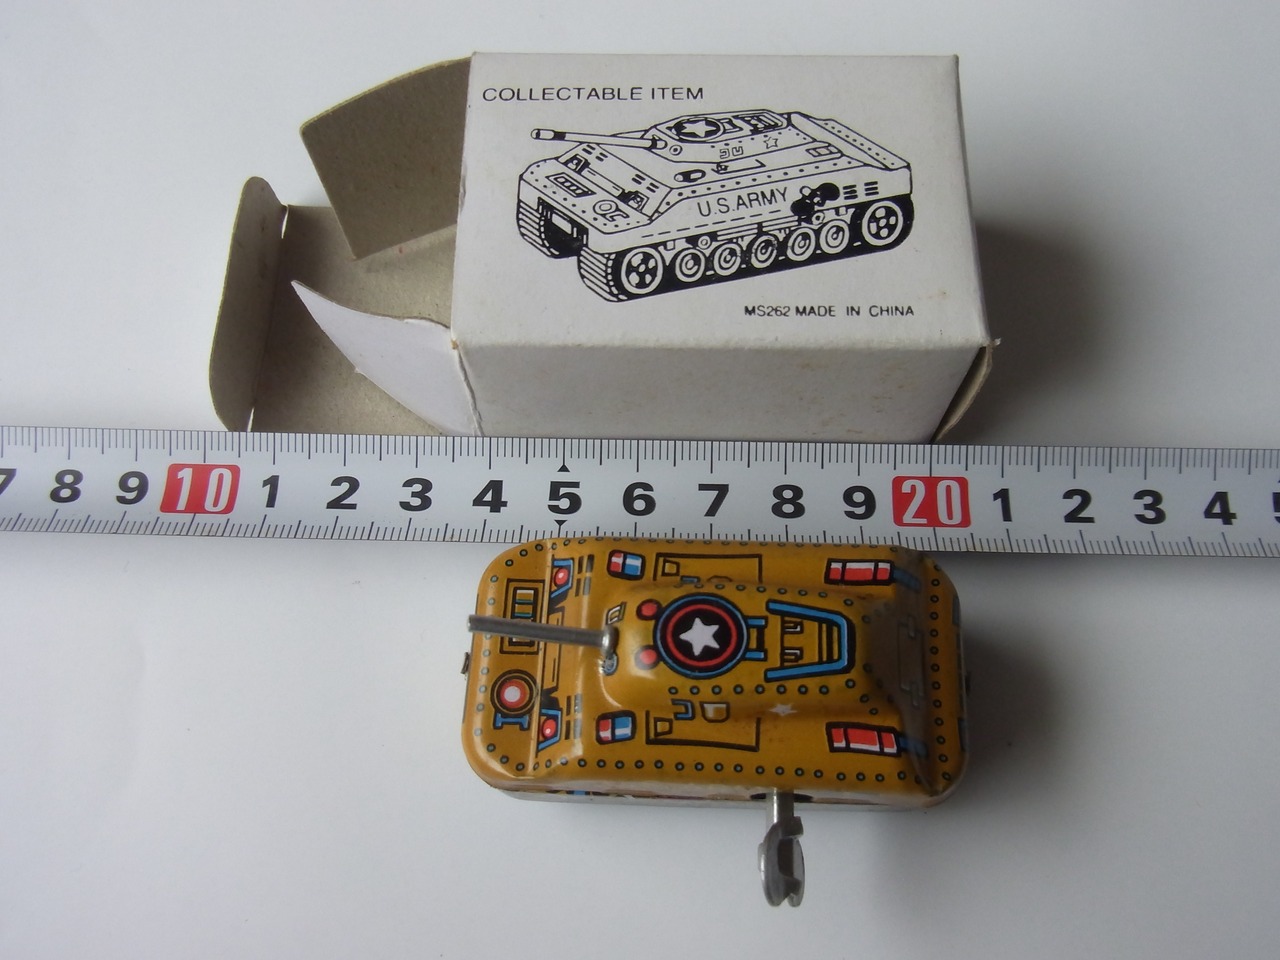 COLLECTABLE ITEM
U.S.ARMY
MS262 MADE IN CHINA
7 8 9 10 1 2 3 4 5 6 7 8 9 20 1 2 3 4 5